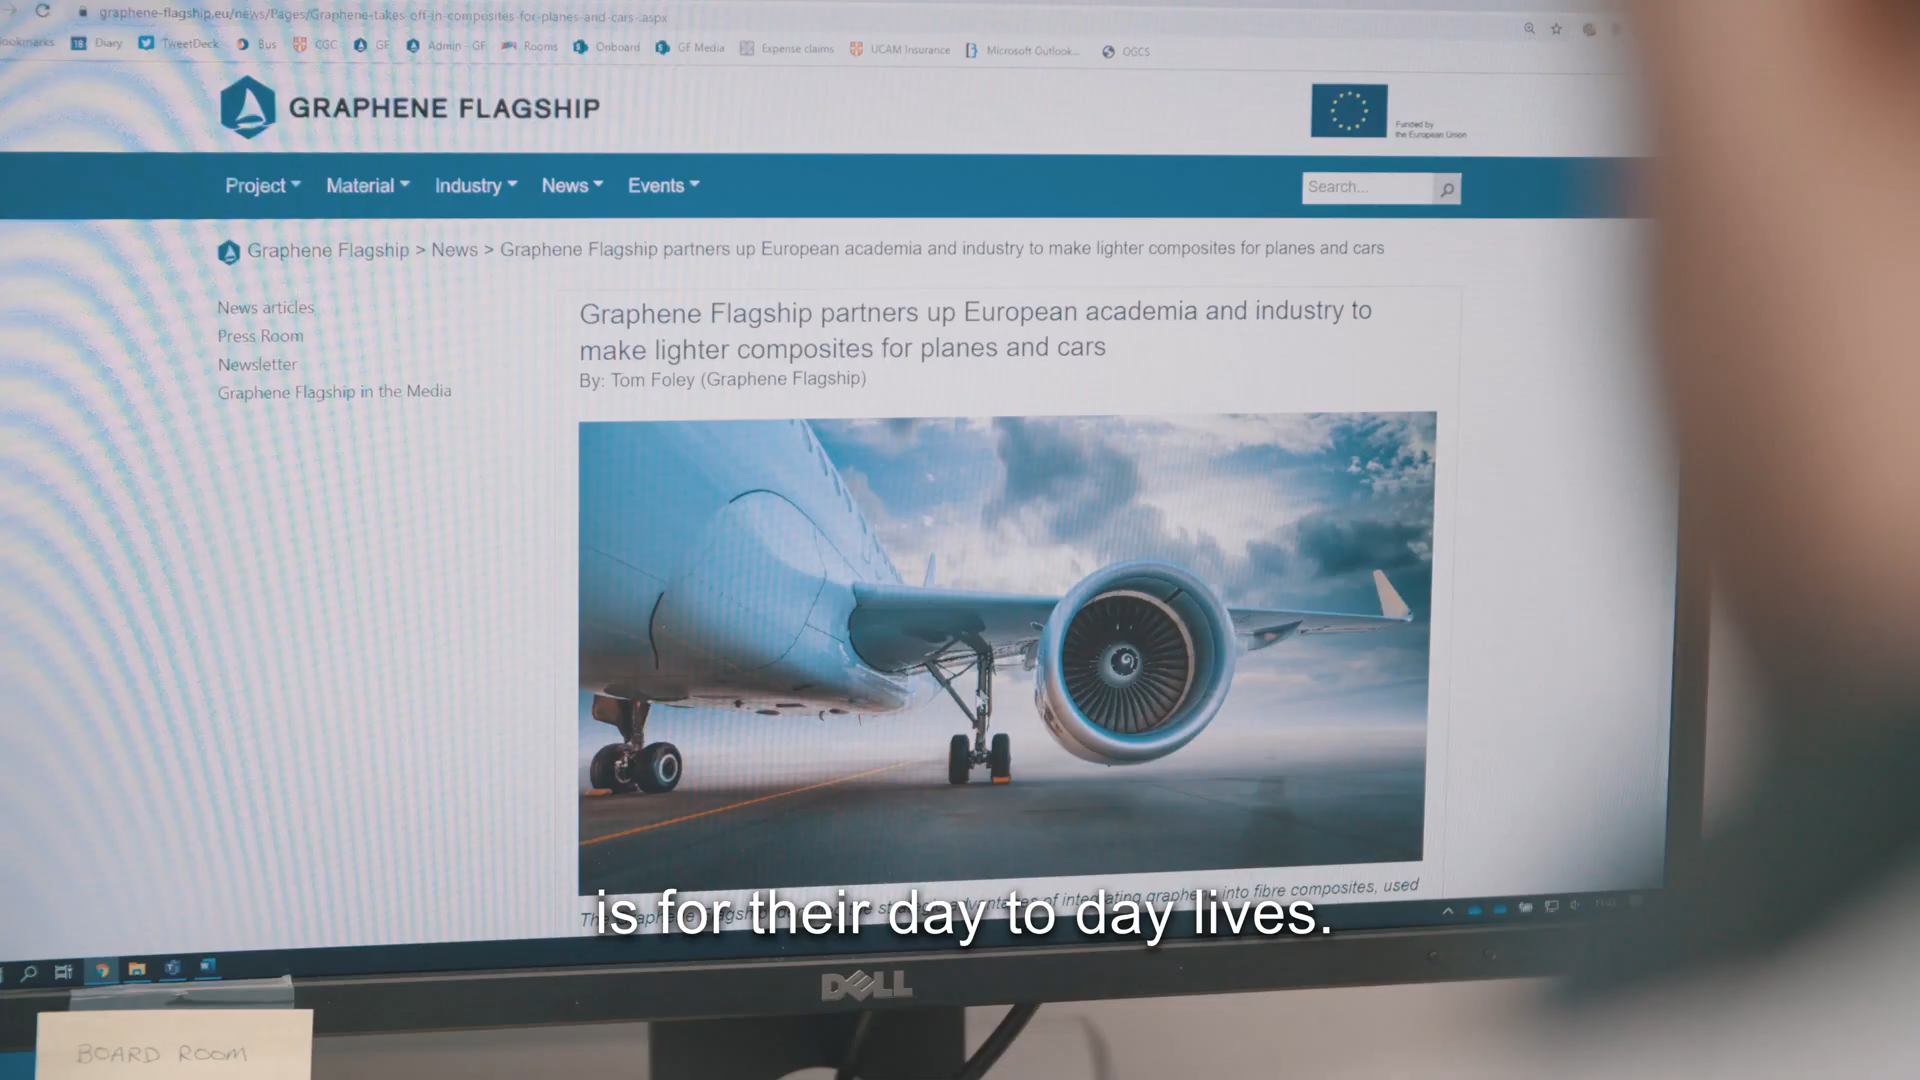 graphene-flagship.eu/news/Pages/Graphene-takes-off-in-composites-for-planes-and-cars-.aspx
ookmarks 18 Diary TweetDeck Bus CGC GF Admin - GF Rooms Onboard GF Media Expense claims UCAM Insurance Microsoft Outlook... OGCS
GRAPHENE FLAGSHIP
Funded by
the European Union
Project Material Industry News Events Search...
Graphene Flagship > News > Graphene Flagship partners up European academia and industry to make lighter composites for planes and cars
News articles
Press Room
Newsletter
Graphene Flagship in the Media
Graphene Flagship partners up European academia and industry to
make lighter composites for planes and cars
By: Tom Foley (Graphene Flagship)
of integrating graphene into fibre composites, used
is for their day to day lives.
DELL
BOARD ROOM